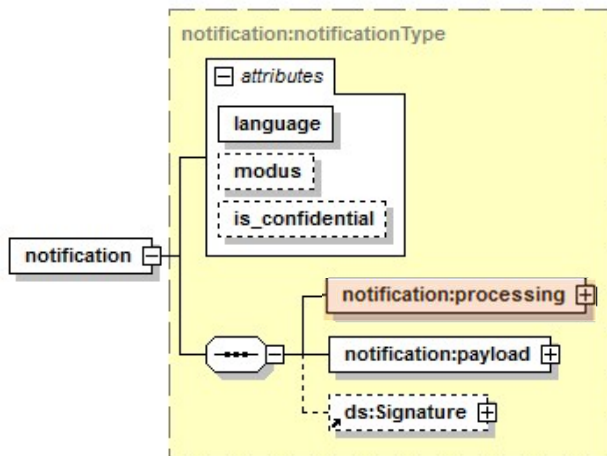 notification:notificationType
attributes
language
modus
is_confidential
notification
notification:processing
notification:payload
ds:Signature